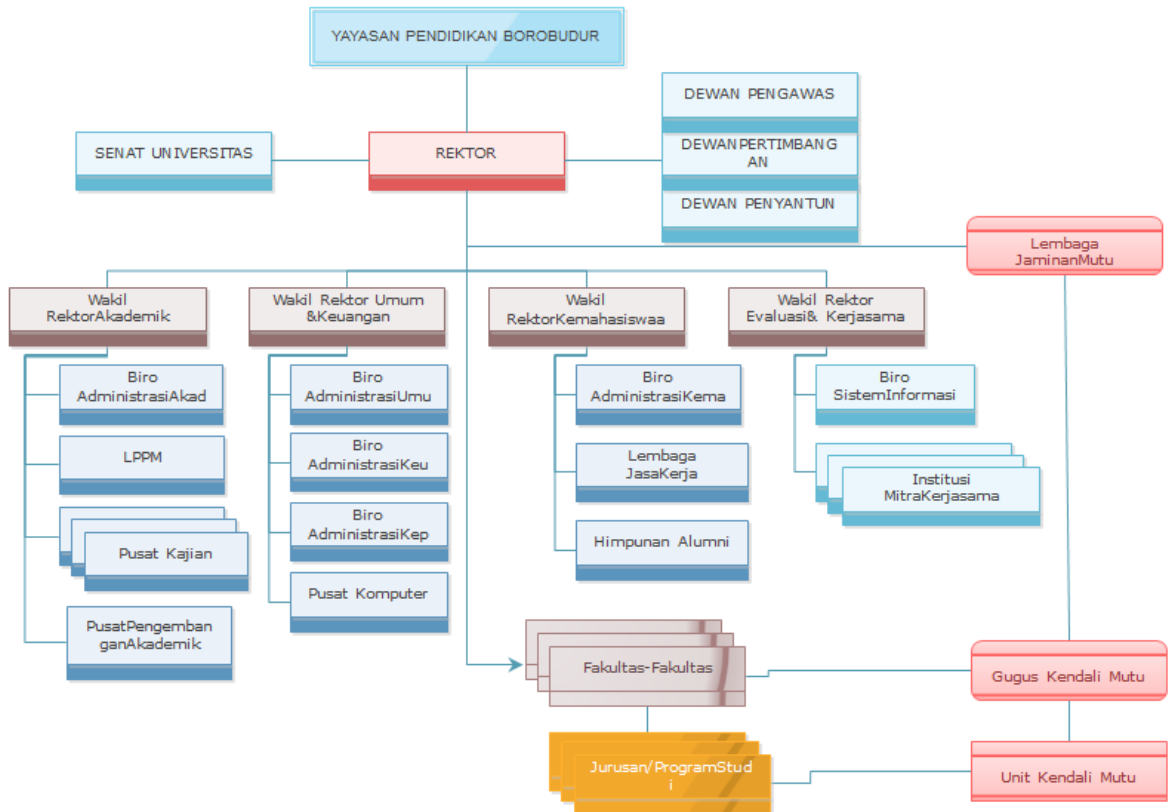 YAYASAN PENDIDIKAN BOROBUDUR
DEWAN PENGAWAS
SENAT UNIVERSITAS
REKTOR
DEWANPERTIMBANG
AN
DEWAN PENYANTUN
Lembaga
JaminanMutu
Wakil
RektorAkademik
Wakil Rektor Umum
&Keuangan
Wakil
RektorKemahasiswaa
Wakil Rektor
Evaluasi& Kerjasama
Biro
AdministrasiAkad
LPPM
Pusat Kajian
PusatPengemban
ganAkademik
Biro
AdministrasiUmu
Biro
AdministrasiKeu
Biro
AdministrasiKep
Pusat Komputer
Biro
AdministrasiKema
Lembaga
JasaKerja
Himpunan Alumni
Biro
SistemInformasi
Institusi
MitraKerjasama
Fakultas-Fakultas
Gugus Kendali Mutu
Jurusan/ProgramStud
i
Unit Kendali Mutu